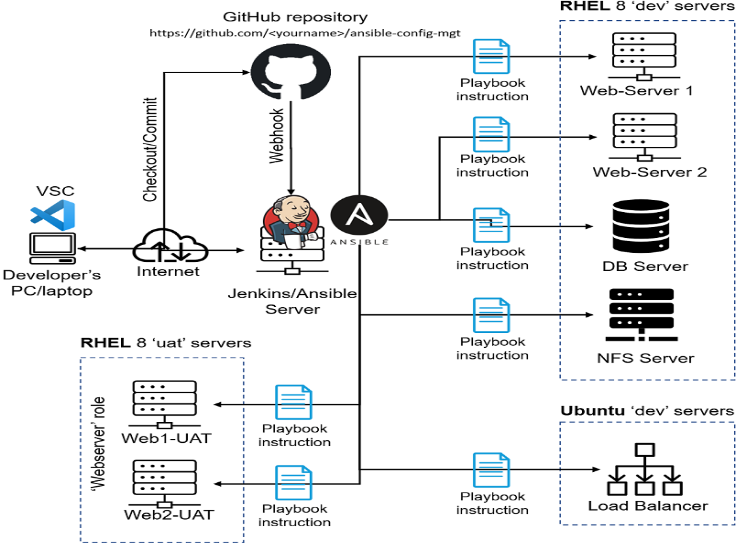 GitHub repository
https://github.com/<yourname>/ansible-config-mgt
RHEL 8 ‘dev’ servers
Playbook
instruction
Web-Server 1
Checkout/Commit
Webhook
Playbook
instruction
Web-Server 2
VSC
ANSIBLE
Developer’s
PC/laptop
Internet
Playbook
instruction
DB Server
Jenkins/Ansible
Server
Playbook
instruction
NFS Server
RHEL 8 ‘uat’ servers
‘Webserver’ role
Web1-UAT
Playbook
instruction
Web2-UAT
Playbook
instruction
Ubuntu ‘dev’ servers
Playbook
instruction
Load Balancer